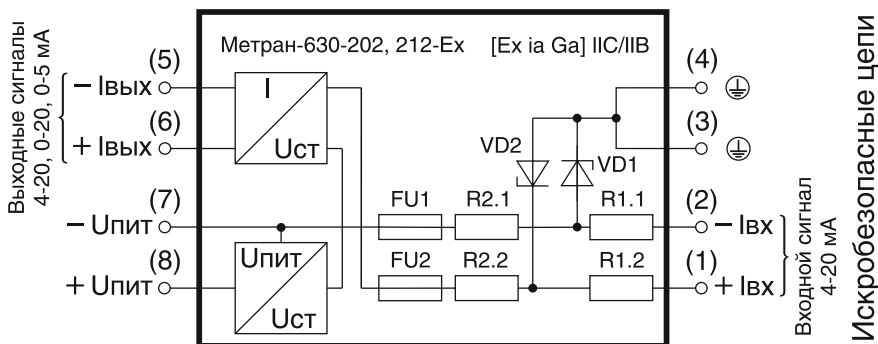 Метран-630-202, 212-Ex [Ex ia Ga] IIC/IIB
Выходные сигналы
4-20, 0-20, 0-5 мА
(5)
− Iвых
(6)
+ Iвых
(7)
− Uпит
(8)
+ Uпит
I
Uст
Uпит
Uст
FU1
R2.1
R1.1
FU2
R2.2
R1.2
VD2
VD1
(4)
(3)
(2)
− Iвх
(1)
+ Iвх
Входной сигнал
4-20 мА
Искробезопасные цепи